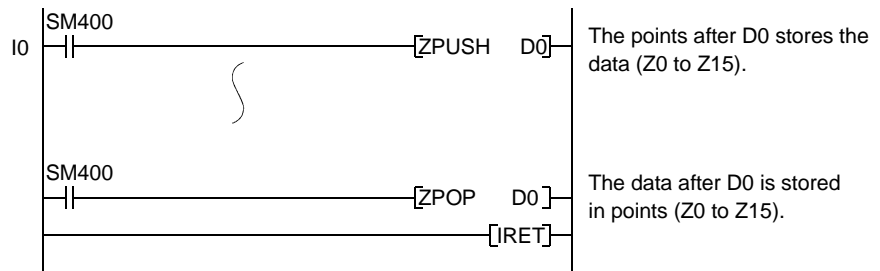 SM400
I0
ZPUSH D0
The points after D0 stores the
data (Z0 to Z15).
SM400
ZPOP D0
The data after D0 is stored
in points (Z0 to Z15).
IRET